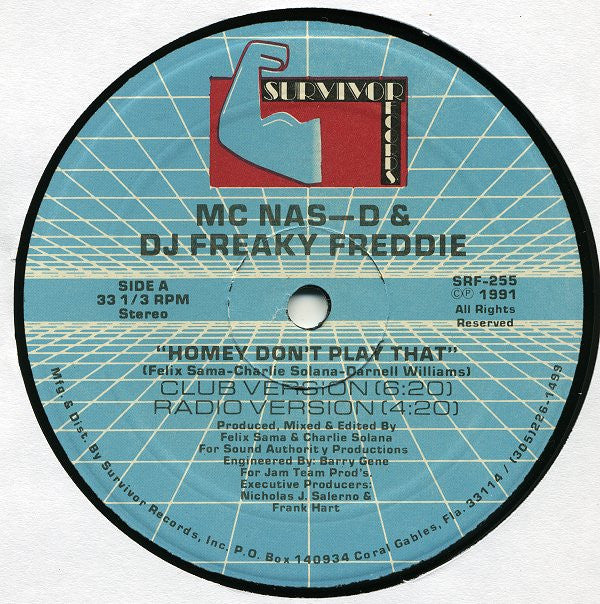 SURVIVOR
RECORDS
MC NAS—D &
DJ FREAKY FREDDIE
SIDE A
33 1/3 RPM
Stereo
SRF-255
©℗ 1991
All Rights
Reserved
"HOMEY DON'T PLAY THAT"
(Felix Sama-Charlie Solana-Darnell Williams)
CLUB VERSION (6:20)
RADIO VERSION (4:20)
Produced, Mixed & Edited By
Felix Sama & Charlie Solana
For Sound Authority Productions
Engineered By: Barry Gene
For Jam Team Prod's.
Executive Producers:
Nicholas J. Salerno &
Frank Hart
Mfg. & Dist. By Survivor Records, Inc. P.O. Box 140934 Coral Gables, Fla. 33114 / (305)226-1499